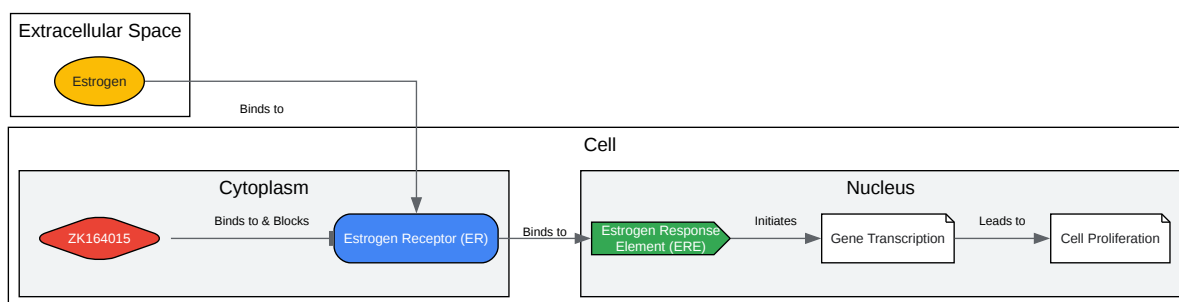 Extracellular Space
Estrogen
Binds to
Cell
Cytoplasm
Nucleus
ZK164015
Binds to & Blocks
Estrogen Receptor (ER)
Binds to
Estrogen Response
Element (ERE)
Initiates
Gene Transcription
Leads to
Cell Proliferation